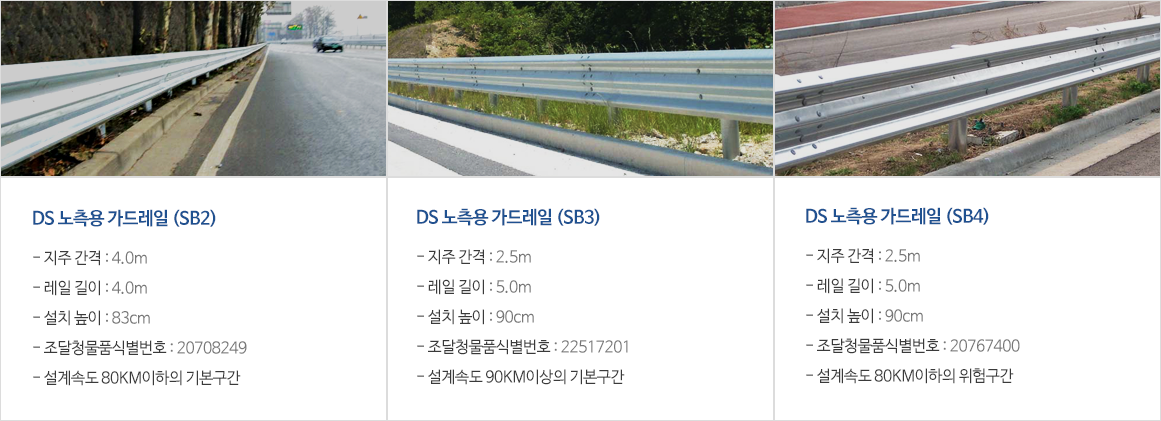 DS 노측용 가드레일 (SB2)
- 지주 간격 : 4.0m
- 레일 길이 : 4.0m
- 설치 높이 : 83cm
- 조달청물품식별번호 : 20708249
- 설계속도 80KM이하의 기본구간
DS 노측용 가드레일 (SB3)
- 지주 간격 : 2.5m
- 레일 길이 : 5.0m
- 설치 높이 : 90cm
- 조달청물품식별번호 : 22517201
- 설계속도 90KM이상의 기본구간
DS 노측용 가드레일 (SB4)
- 지주 간격 : 2.5m
- 레일 길이 : 5.0m
- 설치 높이 : 90cm
- 조달청물품식별번호 : 20767400
- 설계속도 80KM이하의 위험구간